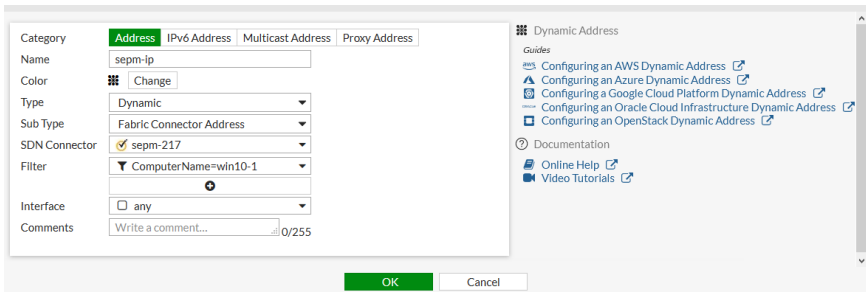 Category Address IPv6 Address Multicast Address Proxy Address
Name sepm-ip
Color Change
Type Dynamic
Sub Type Fabric Connector Address
SDN Connector sepm-217
Filter ComputerName=win10-1
Interface any
Comments Write a comment... 0/255
OK Cancel
Dynamic Address
Guides
aws Configuring an AWS Dynamic Address
Configuring an Azure Dynamic Address
Configuring a Google Cloud Platform Dynamic Address
Configuring an Oracle Cloud Infrastructure Dynamic Address
Configuring an OpenStack Dynamic Address
Documentation
Online Help
Video Tutorials